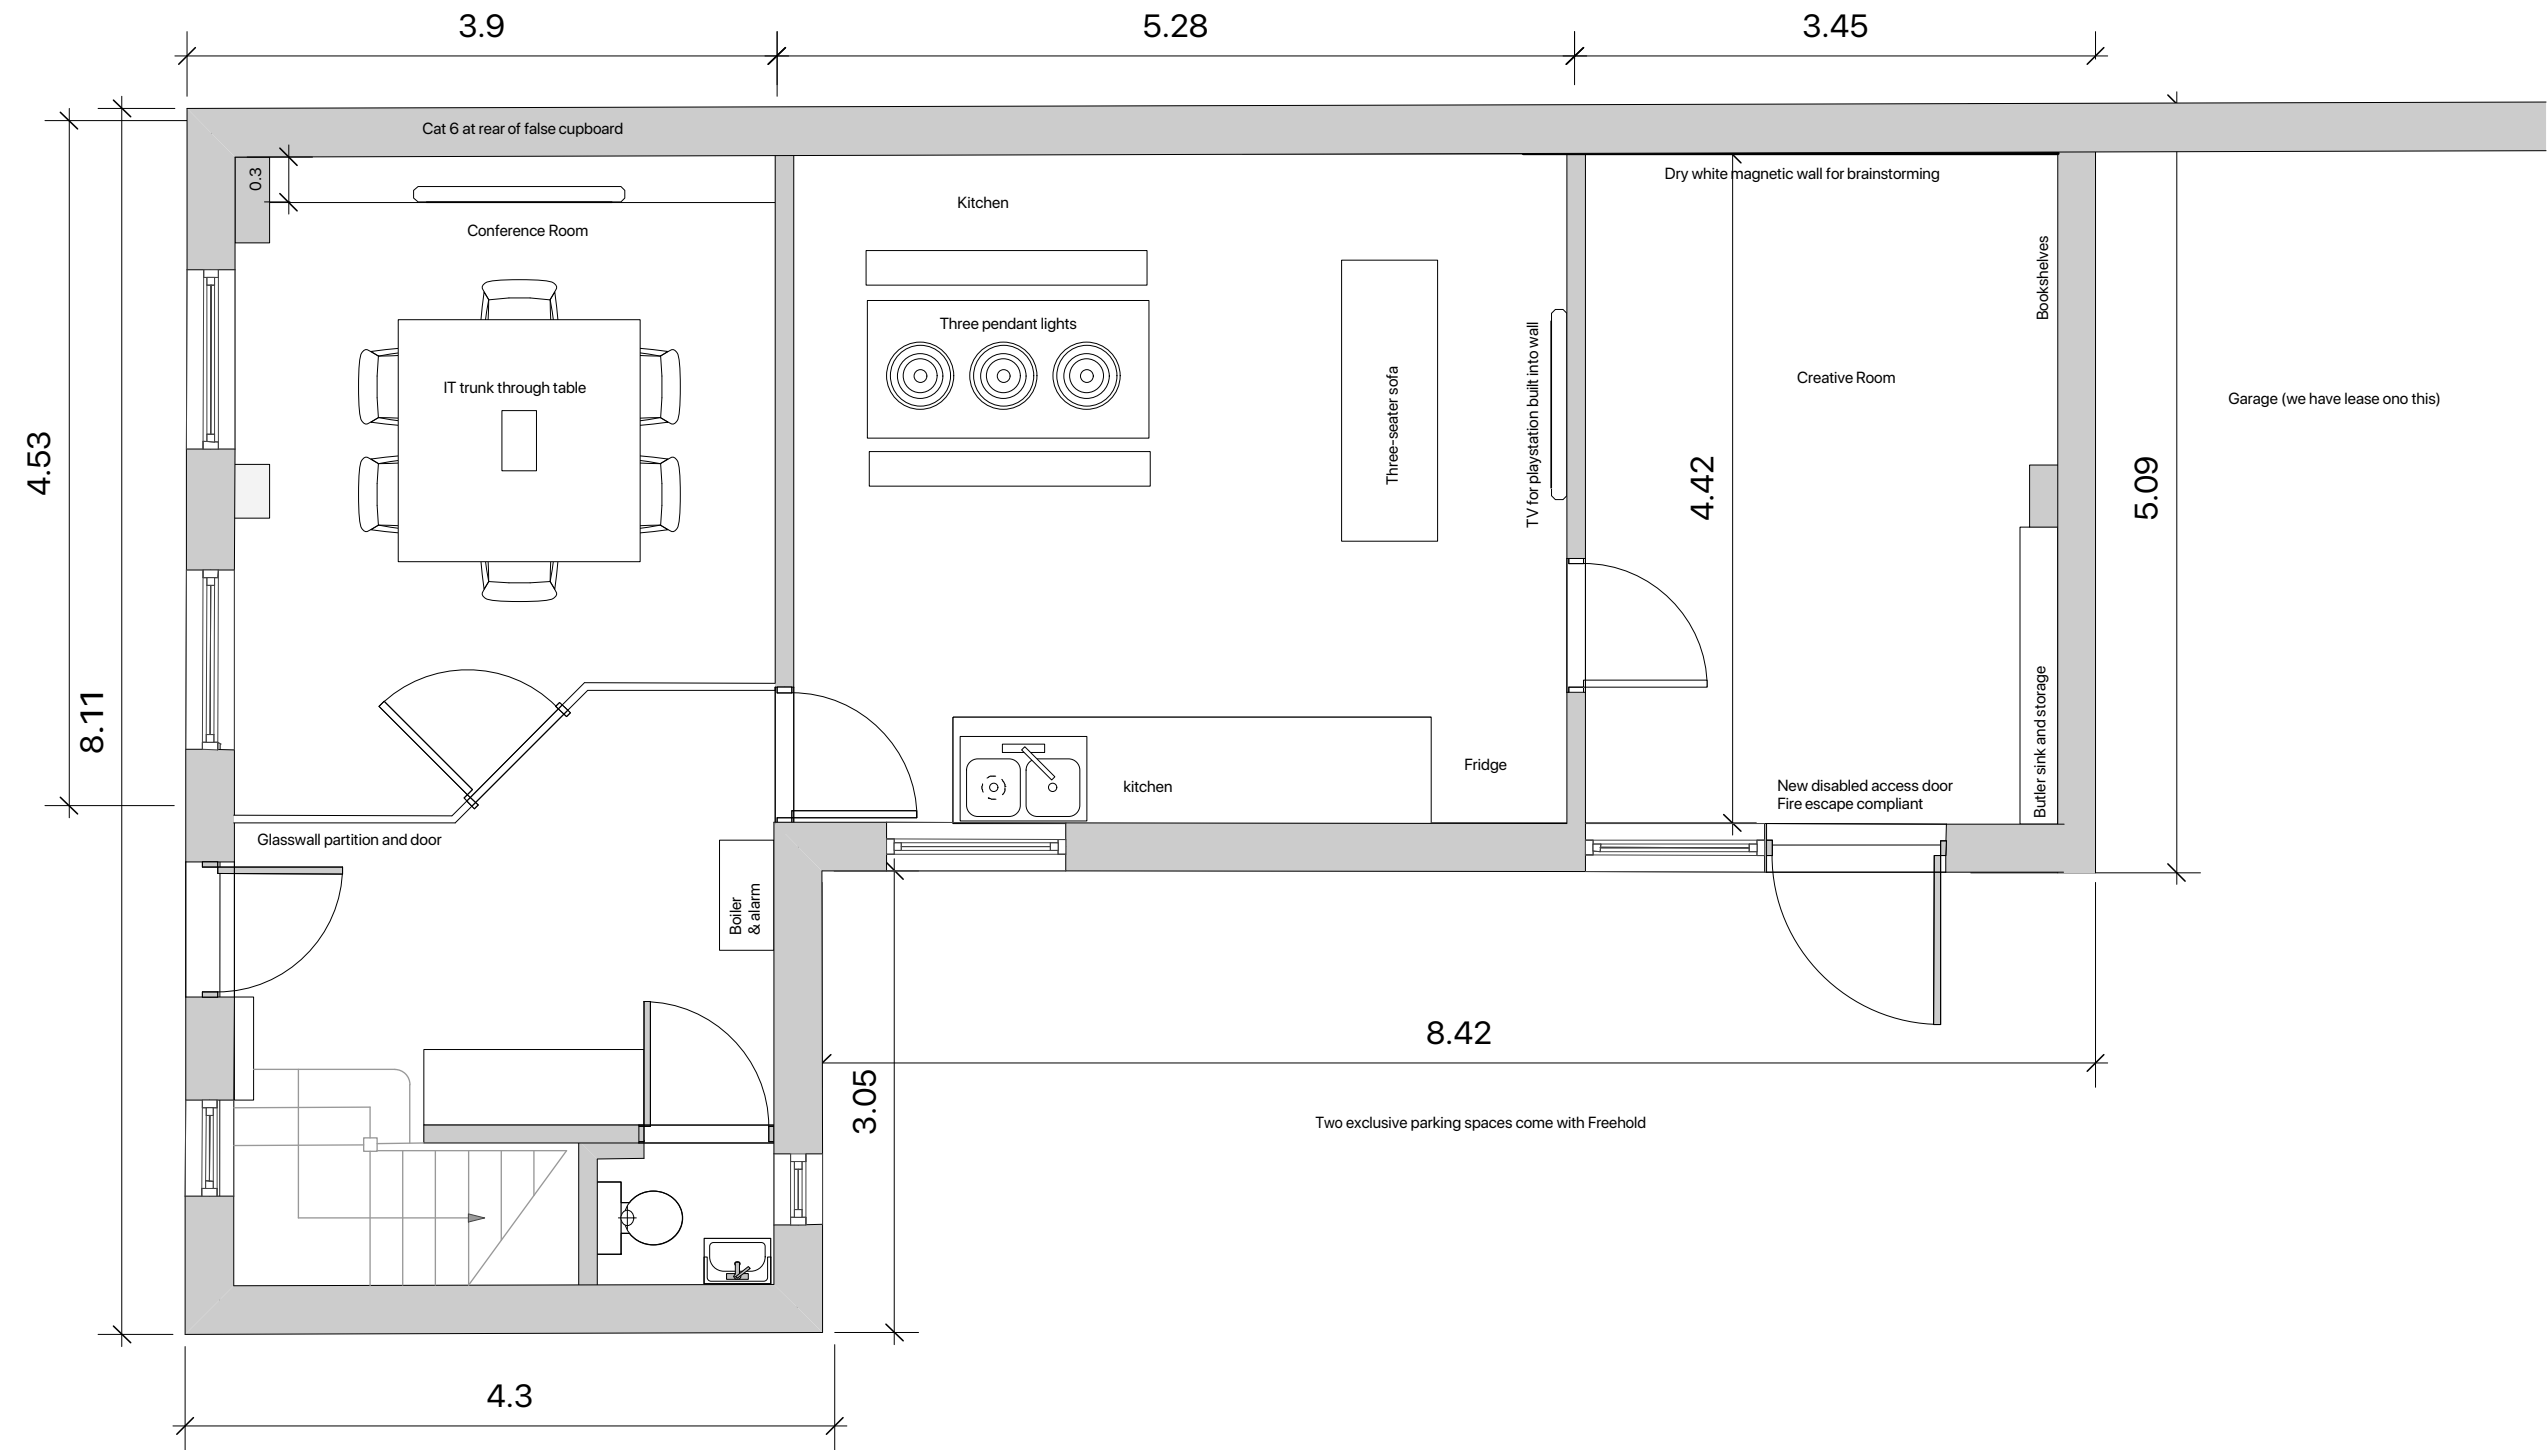 3.9
5.28
3.45
Cat 6 at rear of false cupboard
0.3
Conference Room
Kitchen
Dry white magnetic wall for brainstorming
Bookshelves
Three pendant lights
IT trunk through table
Three-seater sofa
TV for playstation built into wall
Creative Room
Garage (we have lease ono this)
4.53
4.42
5.09
8.11
Fridge
kitchen
New disabled access door
Fire escape compliant
Butler sink and storage
Glasswall partition and door
Boiler
& alarm
8.42
3.05
Two exclusive parking spaces come with Freehold
4.3